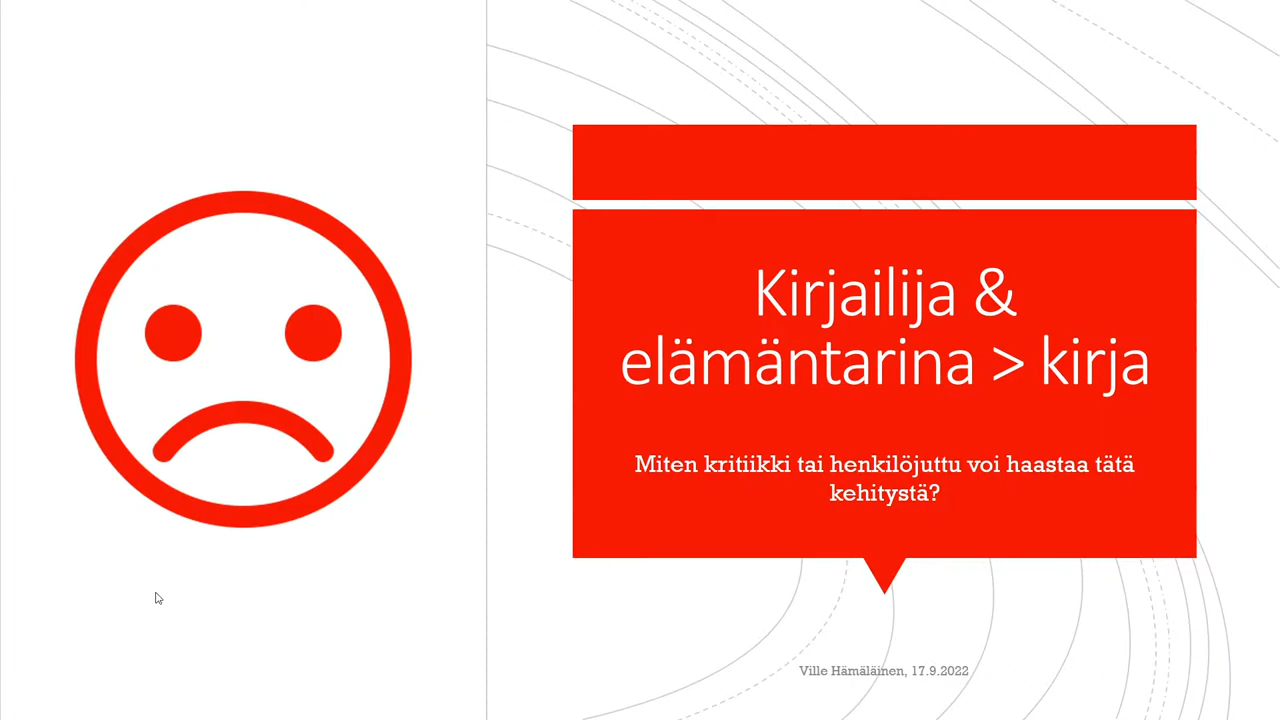 Kirjailija &
elämäntarina > kirja
Miten kritiikki tai henkilöjuttu voi haastaa tätä
kehitystä?
Ville Hämäläinen, 17.9.2022